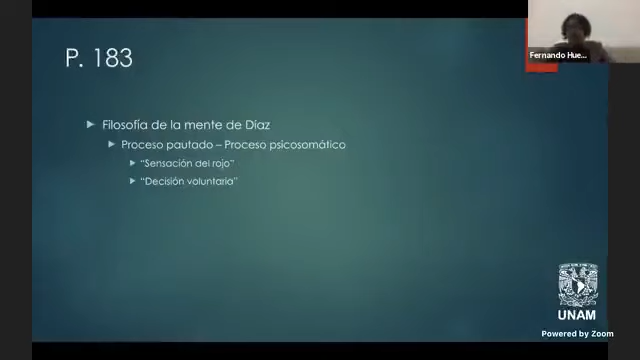 P. 183
Filosofía de la mente de Díaz
Proceso pautado – Proceso psicosomático
"Sensación del rojo"
"Decisión voluntaria"
Fernando Hue...
UNAM
Powered by Zoom